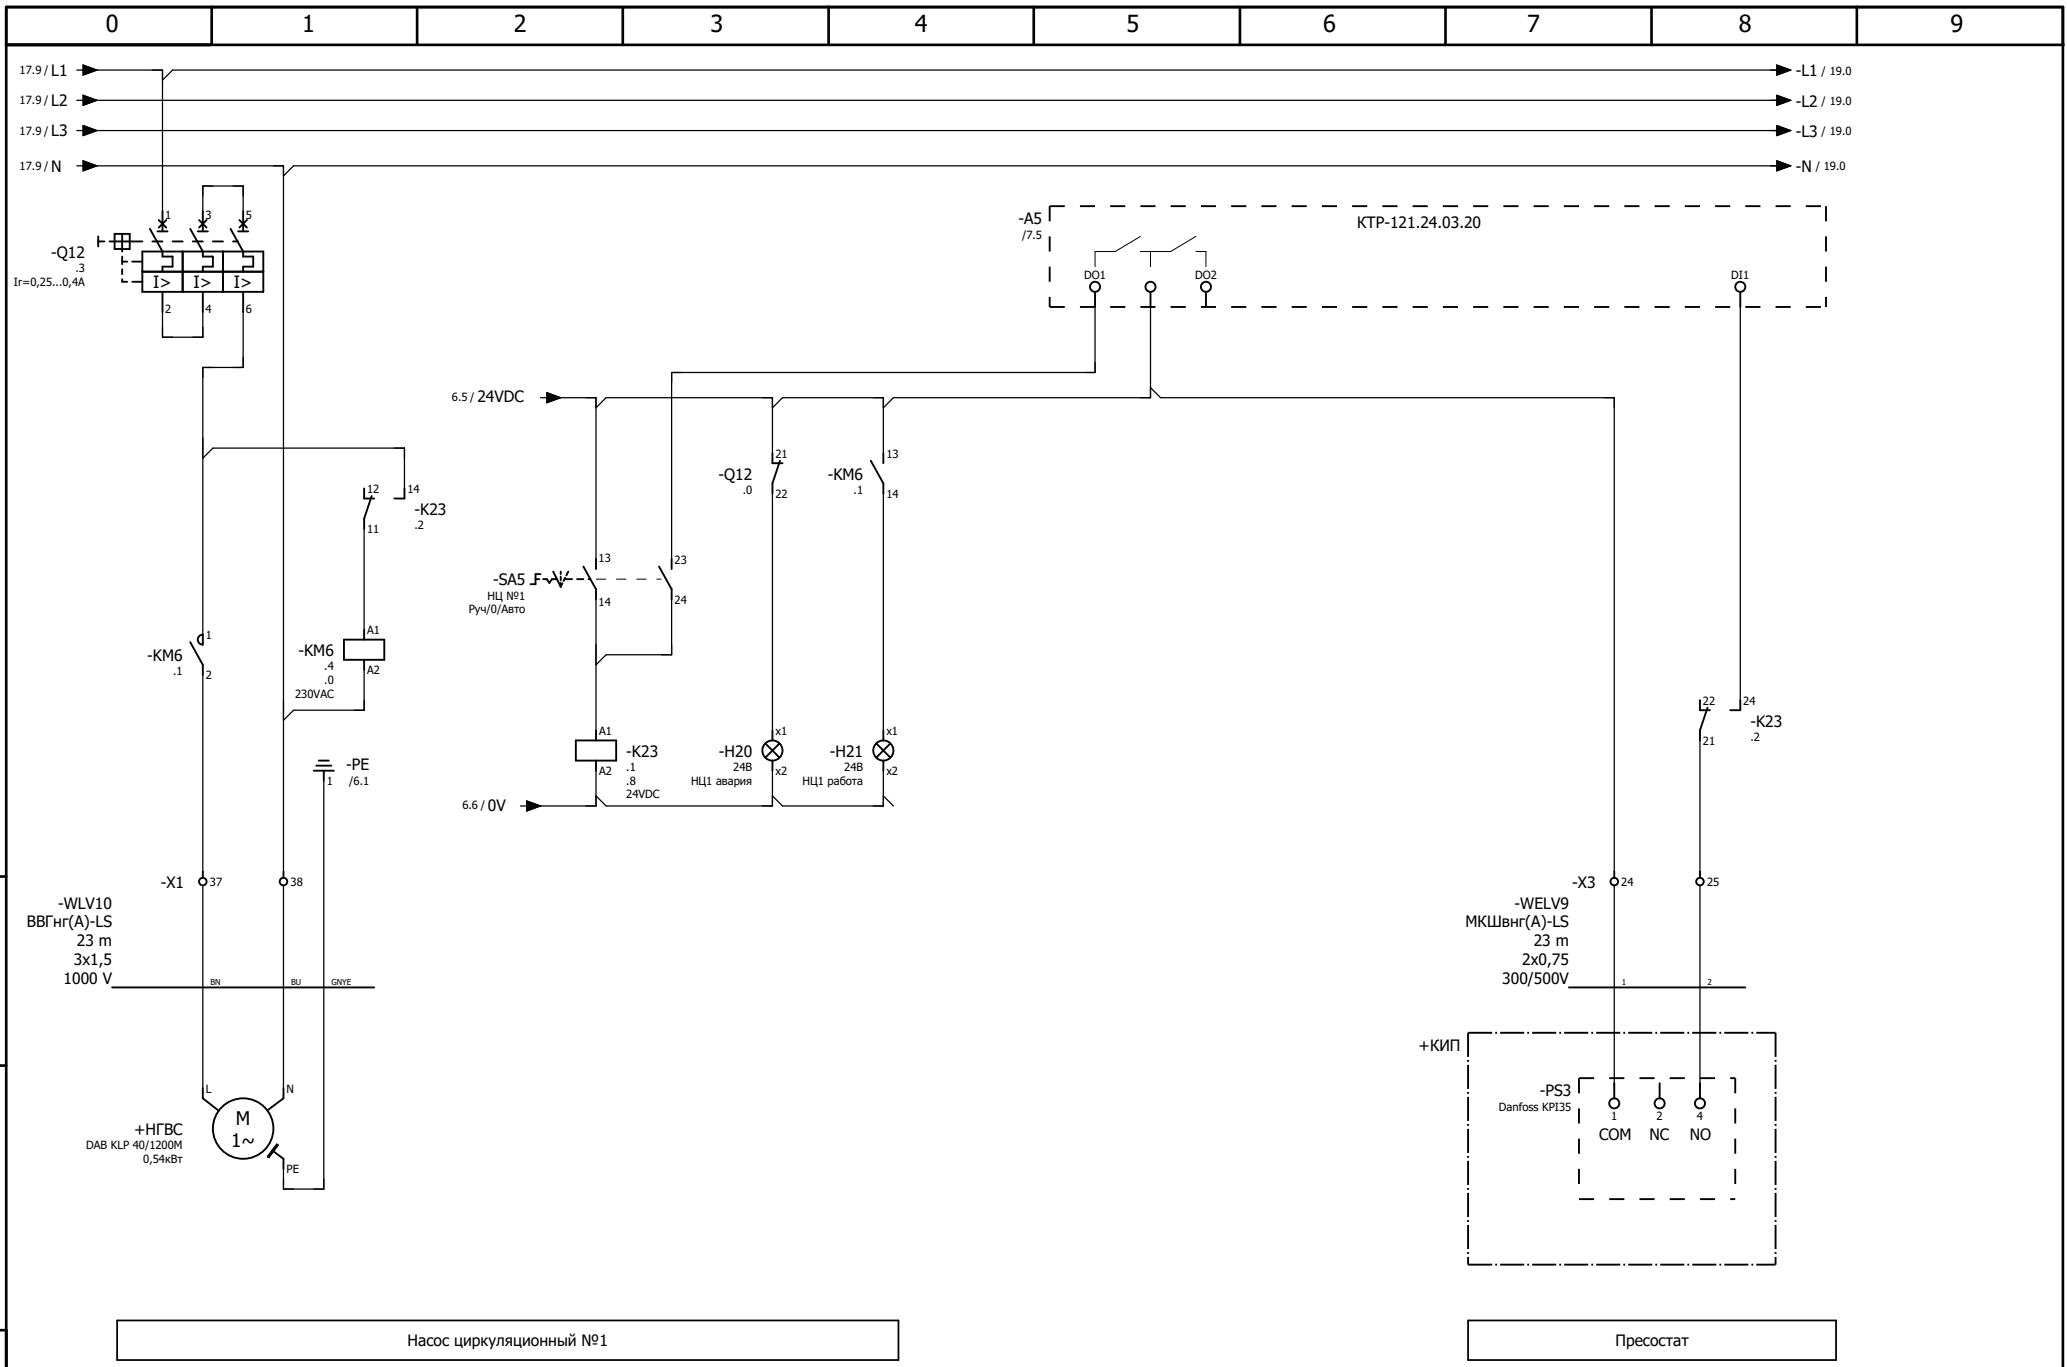 0 1 2 3 4 5 6 7 8 9
17.9 / L1
-L1 / 19.0
17.9 / L2
-L2 / 19.0
17.9 / L3
-L3 / 19.0
17.9 / N
-N / 19.0
1 3 5
-Q12
.3
Ir=0,25...0,4A
I> I> I>
2 4 6
-A5
/7.5
КТР-121.24.03.20
DO1 DO2 DI1
6.5 / 24VDC
12 14
-K23
.2
11
21
-Q12
.0
22
13
-KM6
.1
14
13 23
-SA5
НЦ №1
Руч/0/Авто
14 24
1
-KM6
.1
2
A1
-KM6
.4
.0
230VAC
A2
-PE
/6.1
1
A1
-K23
.1
.8
24VDC
A2
x1
-H20
24В
НЦ1 авария
x2
x1
-H21
24В
НЦ1 работа
x2
6.6 / 0V
22 24
-K23
.2
21
-X1 37 38
-X3 24 25
-WLV10
ВВГнг(А)-LS
23 m
3x1,5
1000 V
BN BU GNYE
-WELV9
МКШвнг(А)-LS
23 m
2x0,75
300/500V
1 2
L N
M
1~
PE
+НГВС
DAB KLP 40/1200M
0,54кВт
+КИП
-PS3
Danfoss KPI35
1 2 4
COM NC NO
Насос циркуляционный №1
Пресостат